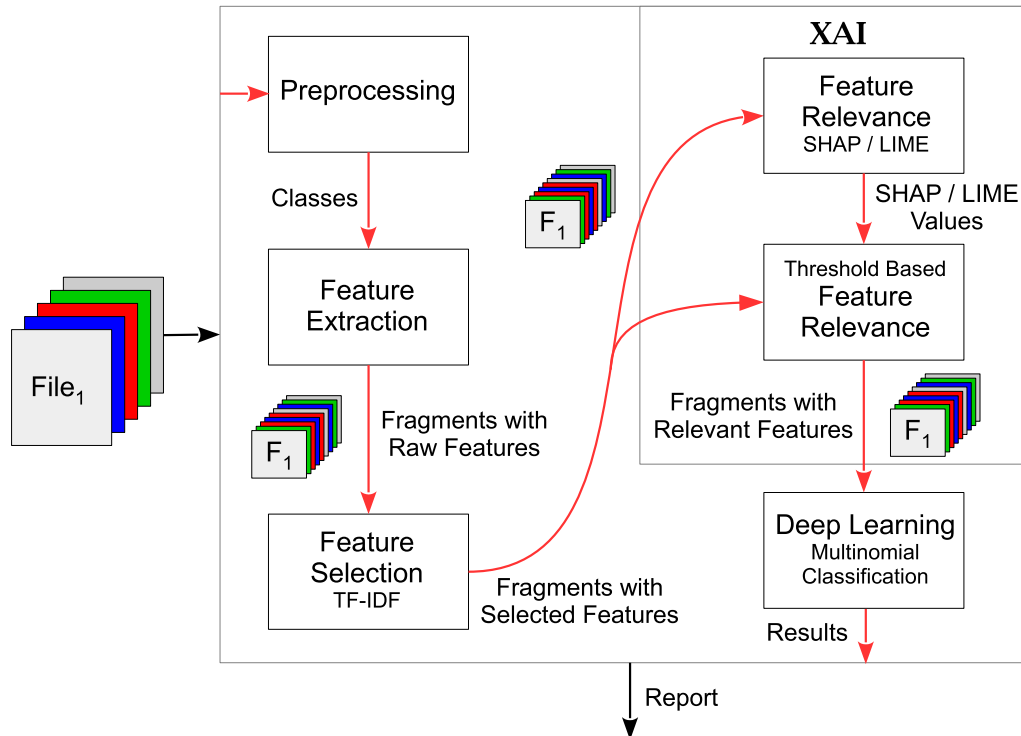 XAI
Preprocessing
Feature
Relevance
SHAP / LIME
Classes
F1
SHAP / LIME
Values
Feature
Extraction
Threshold Based
Feature
Relevance
File1
Fragments with
Raw Features
F1
Fragments with
Relevant Features
F1
Feature
Selection
TF-IDF
Deep Learning
Multinomial
Classification
Fragments with
Selected Features
Results
Report